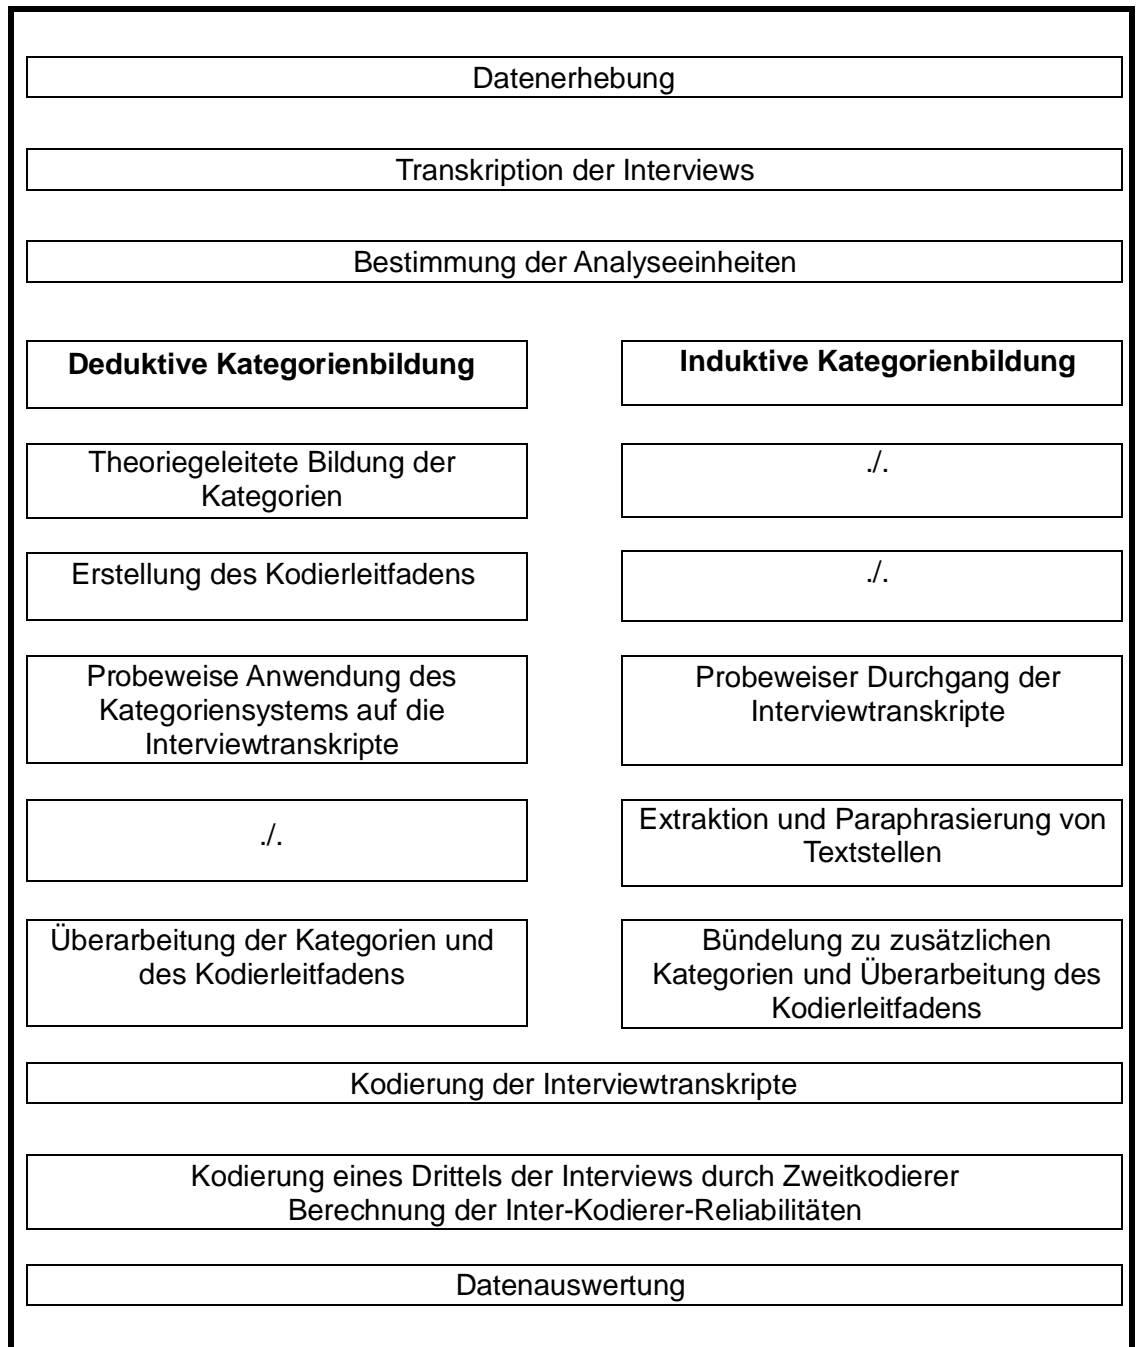 Datenerhebung
Transkription der Interviews
Bestimmung der Analyseeinheiten
Deduktive Kategorienbildung
Induktive Kategorienbildung
Theoriegeleitete Bildung der
Kategorien
./.
Erstellung des Kodierleitfadens
./.
Probeweise Anwendung des
Kategoriensystems auf die
Interviewtranskripte
Probeweiser Durchgang der
Interviewtranskripte
./.
Extraktion und Paraphrasierung von
Textstellen
Überarbeitung der Kategorien und
des Kodierleitfadens
Bündelung zu zusätzlichen
Kategorien und Überarbeitung des
Kodierleitfadens
Kodierung der Interviewtranskripte
Kodierung eines Drittels der Interviews durch Zweitkodierer
Berechnung der Inter-Kodierer-Reliabilitäten
Datenauswertung